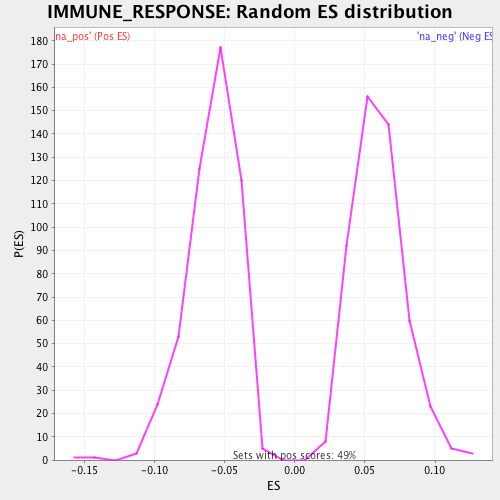 IMMUNE_RESPONSE: Random ES distribution
na_pos' (Pos ES)
'na_neg' (Neg ES
180
170
160
150
140
130
120
110
100
90
80
70
60
50
40
30
20
10
0
P(ES)
Sets with pos scores: 49%
-0.15 -0.10 -0.05 0.00 0.05 0.10
ES